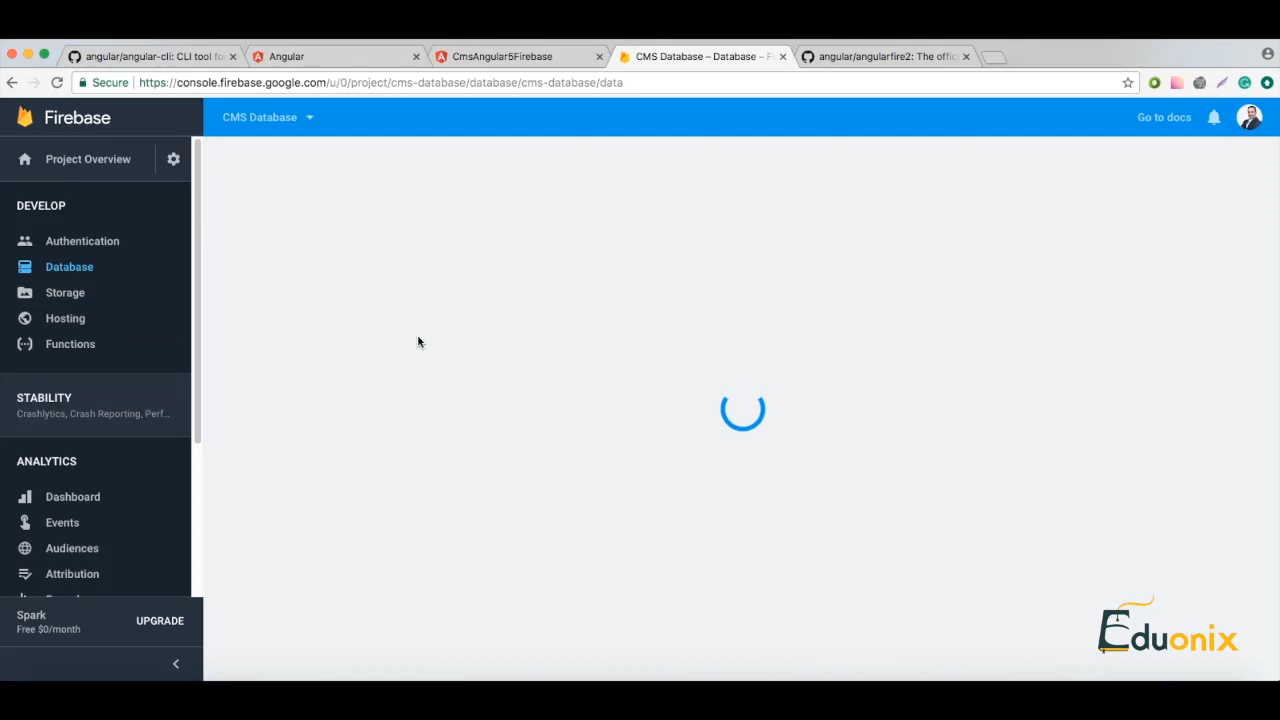 angular/angular-cli: CLI tool fo
Angular
CmsAngular5Firebase
CMS Database – Database – F
angular/angularfire2: The offic
Secure
https://console.firebase.google.com/u/0/project/cms-database/database/cms-database/data
Firebase
CMS Database
Go to docs
Project Overview
DEVELOP
Authentication
Database
Storage
Hosting
Functions
STABILITY
Crashlytics, Crash Reporting, Perf...
ANALYTICS
Dashboard
Events
Audiences
Attribution
Spark
Free $0/month
UPGRADE
Eduonix